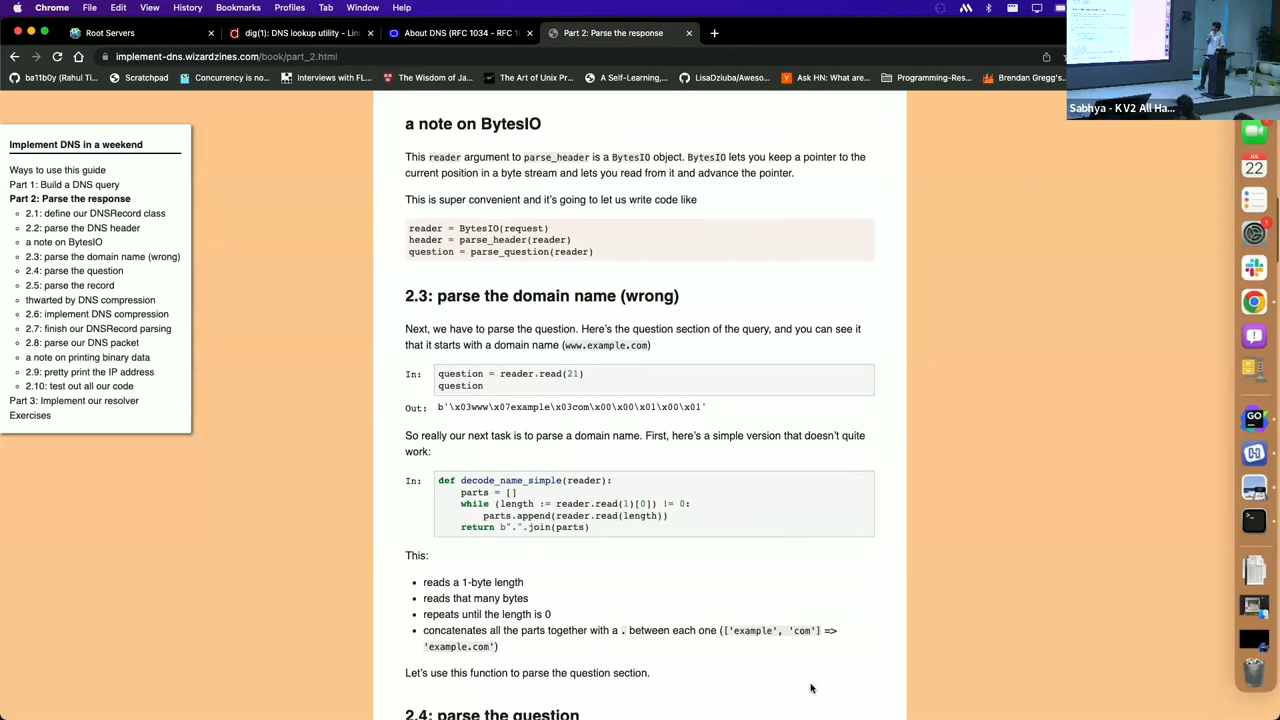 Chrome File Edit View History Bookmarks Profiles Tab Window Help
Root Servers
dig(1): DNS lookup utility - Lin
RFC 1
Part 2: Parse the respo
implement-dns.wizardzines.com/book/part_2.html
ba11b0y (Rahul Ti...
Scratchpad
Concurrency is no...
Interviews with FL...
The Wisdom of Ja...
The Art of Unix Pr...
A Self-Learning,...
LisaDziuba/Aweso...
Ask HN: What are...
Programming-Res...
Brendan Gregg's
Sabhya - KV2 All Ha...
Implement DNS in a weekend
Ways to use this guide
Part 1: Build a DNS query
Part 2: Parse the response
2.1: define our DNSRecord class
2.2: parse the DNS header
a note on BytesIO
2.3: parse the domain name (wrong)
2.4: parse the question
2.5: parse the record
thwarted by DNS compression
2.6: implement DNS compression
2.7: finish our DNSRecord parsing
2.8: parse our DNS packet
a note on printing binary data
2.9: pretty print the IP address
2.10: test out all our code
Part 3: Implement our resolver
Exercises
a note on BytesIO
This reader argument to parse_header is a BytesIO object. BytesIO lets you keep a pointer to the
current position in a byte stream and lets you read from it and advance the pointer.
This is super convenient and it's going to let us write code like
reader = BytesIO(request)
header = parse_header(reader)
question = parse_question(reader)
2.3: parse the domain name (wrong)
Next, we have to parse the question. Here's the question section of the query, and you can see it
that it starts with a domain name (www.example.com)
In: question = reader.read(21)
question
Out: b'\x03www\x07example\x03com\x00\x00\x01\x00\x01'
So really our next task is to parse a domain name. First, here's a simple version that doesn't quite
work:
In: def decode_name_simple(reader):
parts = []
while (length := reader.read(1)[0]) != 0:
parts.append(reader.read(length))
return b".".join(parts)
This:
reads a 1-byte length
reads that many bytes
repeats until the length is 0
concatenates all the parts together with a . between each one (['example', 'com'] =>
'example.com')
Let's use this function to parse the question section.
2.4: parse the question
JUL
22
1
GO